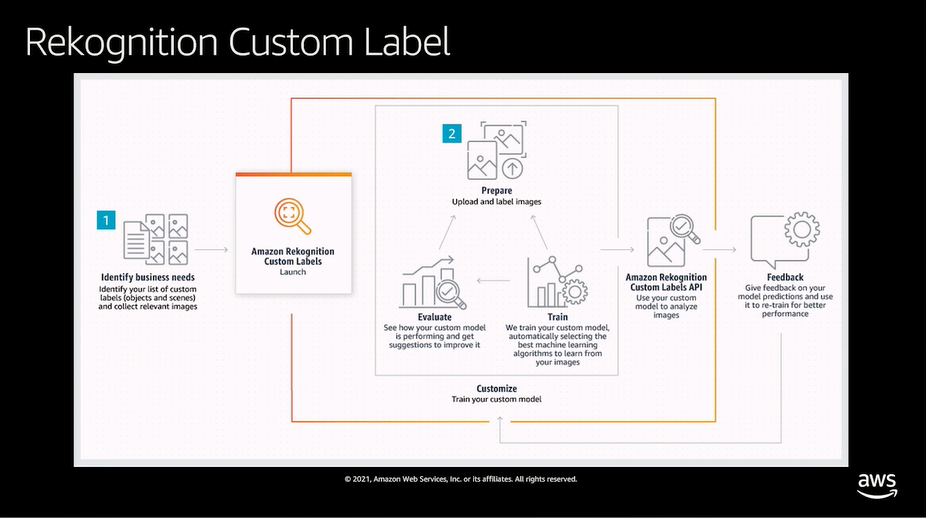 Rekognition Custom Label
1
Identify business needs
Identify your list of custom
labels (objects and scenes)
and collect relevant images
Amazon Rekognition
Custom Labels
Launch
2
Prepare
Upload and label images
Evaluate
See how your custom model
is performing and get
suggestions to improve it
Train
We train your custom model,
automatically selecting the
best machine learning
algorithms to learn from
your images
Customize
Train your custom model
Amazon Rekognition
Custom Labels API
Use your custom
model to analyze
images
Feedback
Give feedback on your
model predictions and use
it to re-train for better
performance
© 2021, Amazon Web Services, Inc. or its affiliates. All rights reserved.
aws